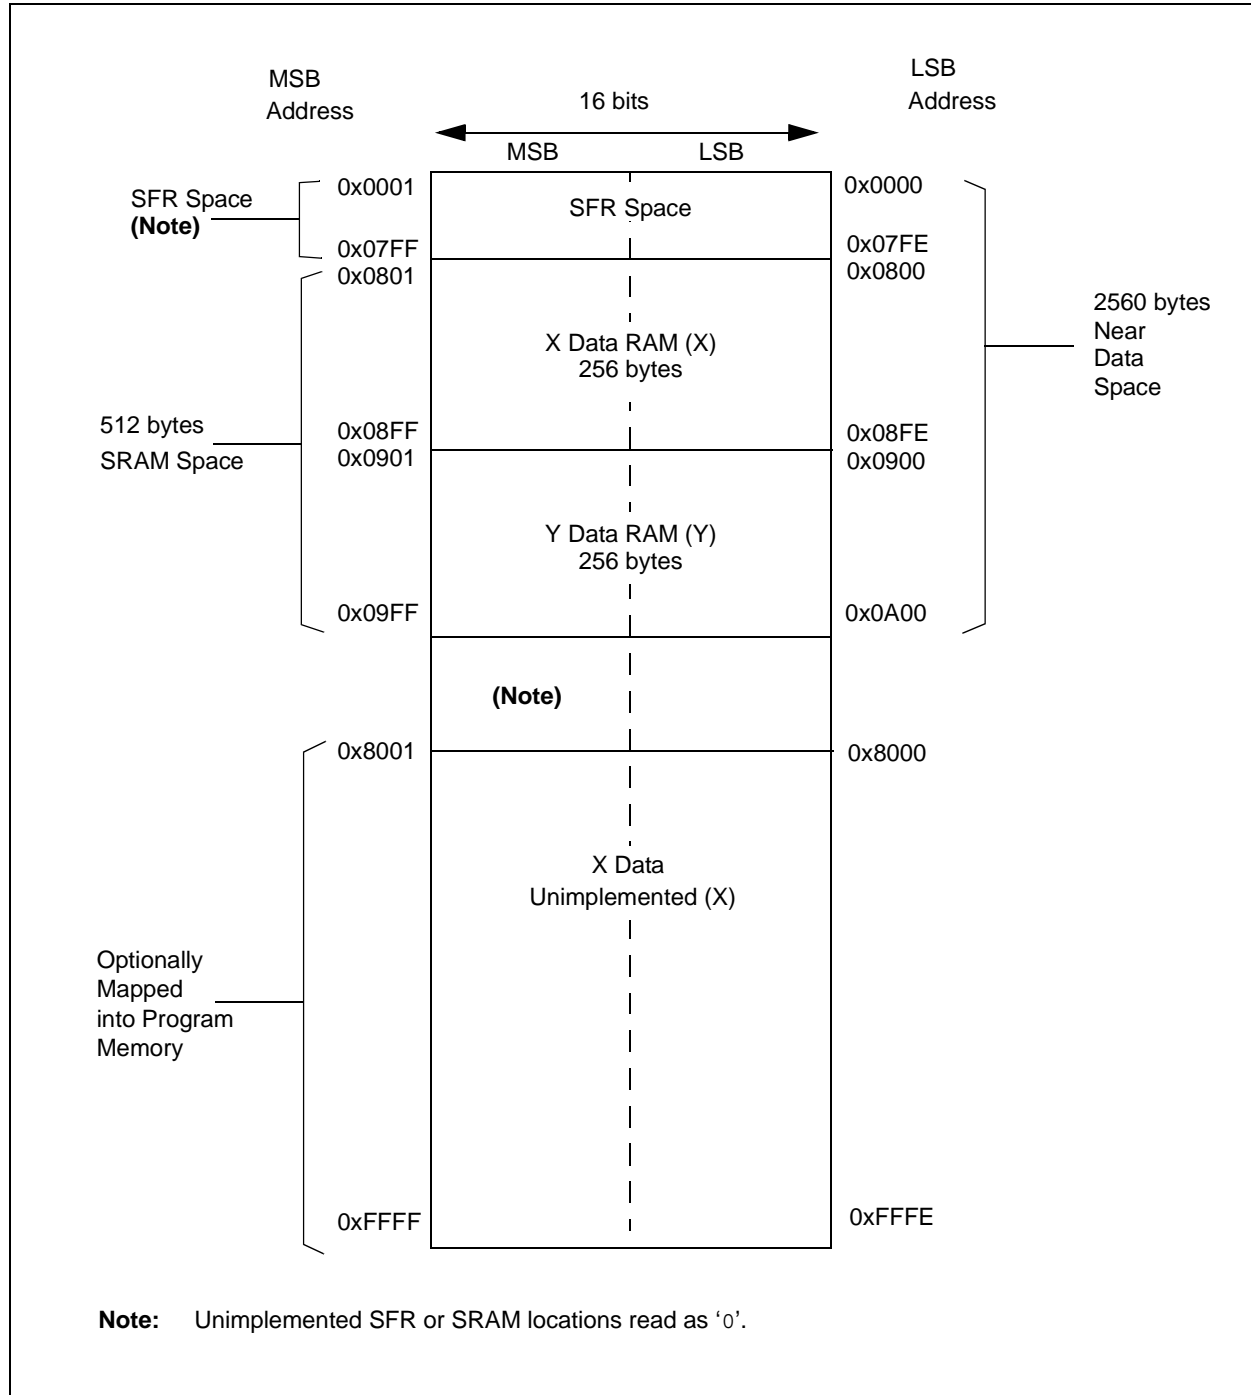 MSB
Address
LSB
Address
16 bits
MSB
LSB
SFR Space
(Note)
0x0001
SFR Space
0x0000
0x07FF
0x07FE
0x0801
0x0800
X Data RAM (X)
256 bytes
2560 bytes
Near
Data
Space
512 bytes
SRAM Space
0x08FF
0x08FE
0x0901
0x0900
Y Data RAM (Y)
256 bytes
0x09FF
0x0A00
(Note)
0x8001
0x8000
X Data
Unimplemented (X)
Optionally
Mapped
into Program
Memory
0xFFFF
0xFFFE
Note: Unimplemented SFR or SRAM locations read as ‘0’.